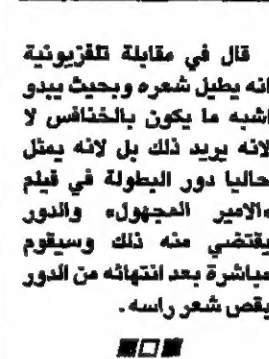 قال في مقابلة تلفزيونية
انه يطيل شعره وبحيث يبدو
اشبه ما يكون بالخنافس لا
لانه يريد ذلك بل لانه يمثل
حاليا دور البطولة في فيلم
«الامير المجهول» والدور
يقتضي منه ذلك وسيقوم
مباشرة بعد انتهائه من الدور
بقص شعر راسه.